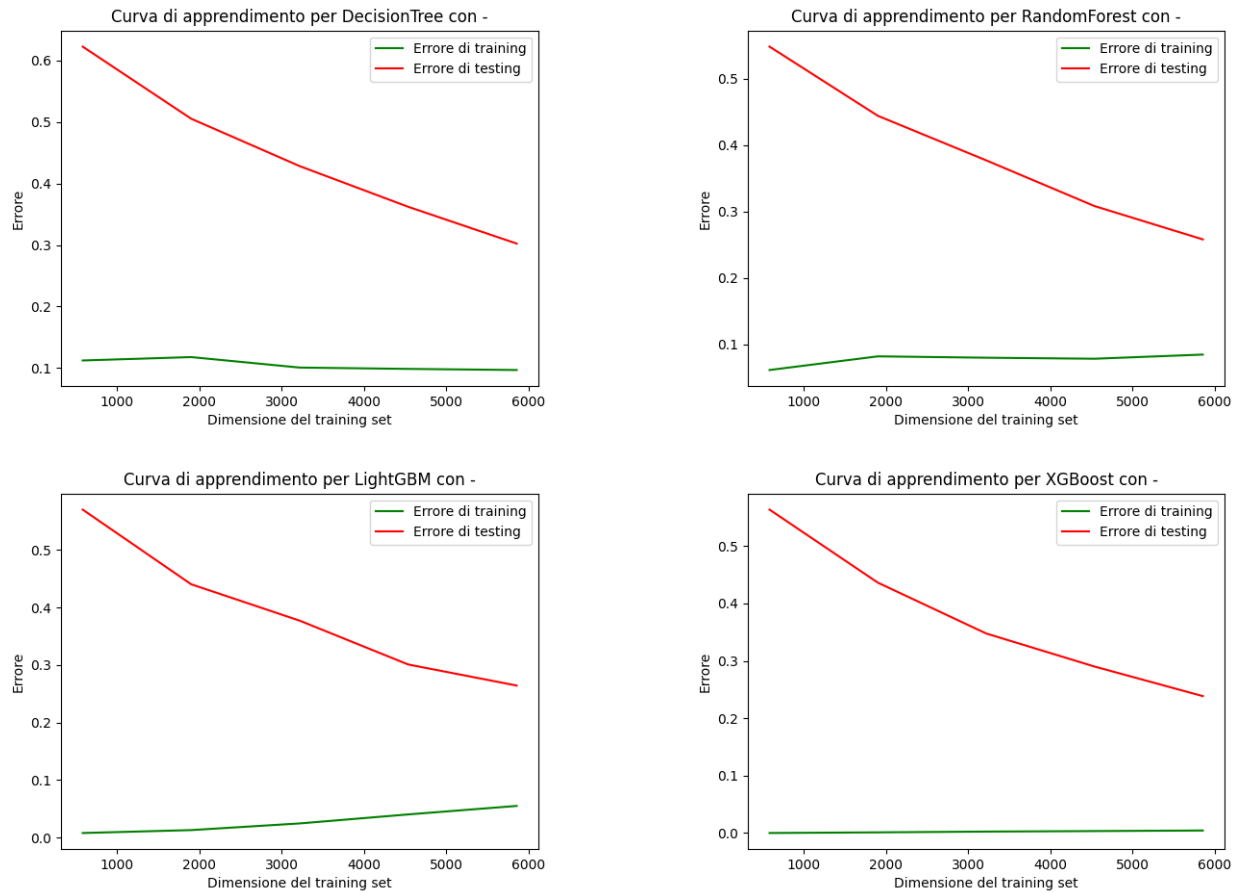 Curva di apprendimento per DecisionTree con -
Errore di training
Errore di testing
0.6
0.5
0.4
0.3
0.2
0.1
Errore
1000 2000 3000 4000 5000 6000
Dimensione del training set
Curva di apprendimento per RandomForest con -
Errore di training
Errore di testing
0.5
0.4
0.3
0.2
0.1
Errore
1000 2000 3000 4000 5000 6000
Dimensione del training set
Curva di apprendimento per LightGBM con -
Errore di training
Errore di testing
0.5
0.4
0.3
0.2
0.1
0.0
Errore
1000 2000 3000 4000 5000 6000
Dimensione del training set
Curva di apprendimento per XGBoost con -
Errore di training
Errore di testing
0.5
0.4
0.3
0.2
0.1
0.0
Errore
1000 2000 3000 4000 5000 6000
Dimensione del training set